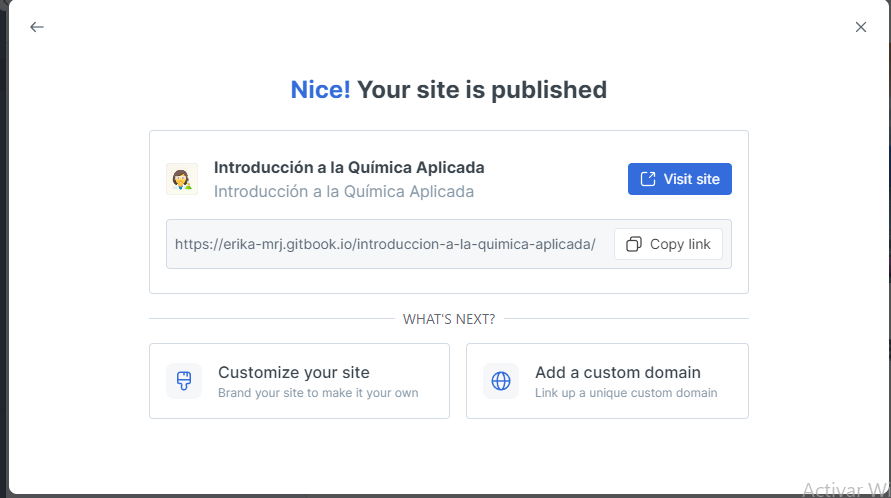 Nice! Your site is published
Introducción a la Química Aplicada
Introducción a la Química Aplicada
Visit site
https://erika-mrj.gitbook.io/introduccion-a-la-quimica-aplicada/
Copy link
WHAT'S NEXT?
Customize your site
Brand your site to make it your own
Add a custom domain
Link up a unique custom domain
Activar W